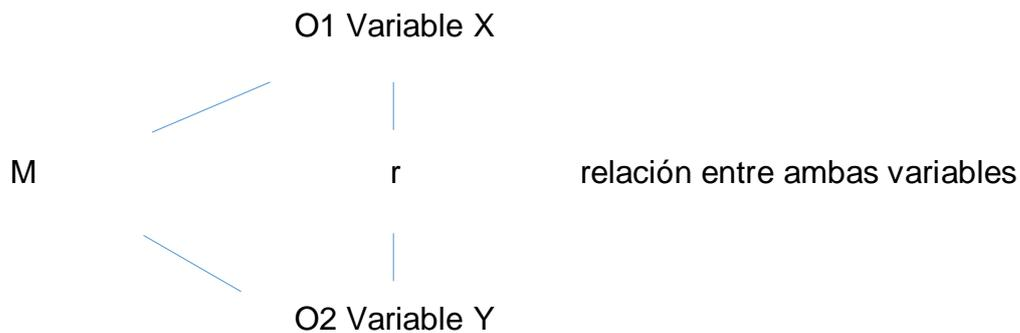 O1 Variable X
M r relación entre ambas variables
O2 Variable Y